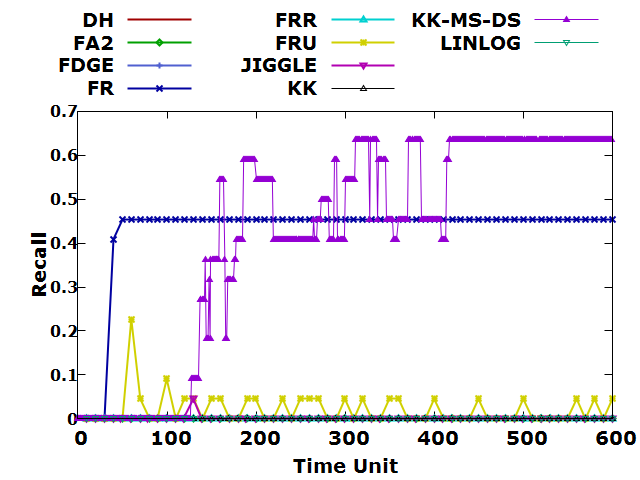 DH FRR KK-MS-DS
FA2 FRU LINLOG
FDGE JIGGLE
FR KK
0.7
0.6
0.5
0.4
0.3
0.2
0.1
0
Recall
0 100 200 300 400 500 600
Time Unit